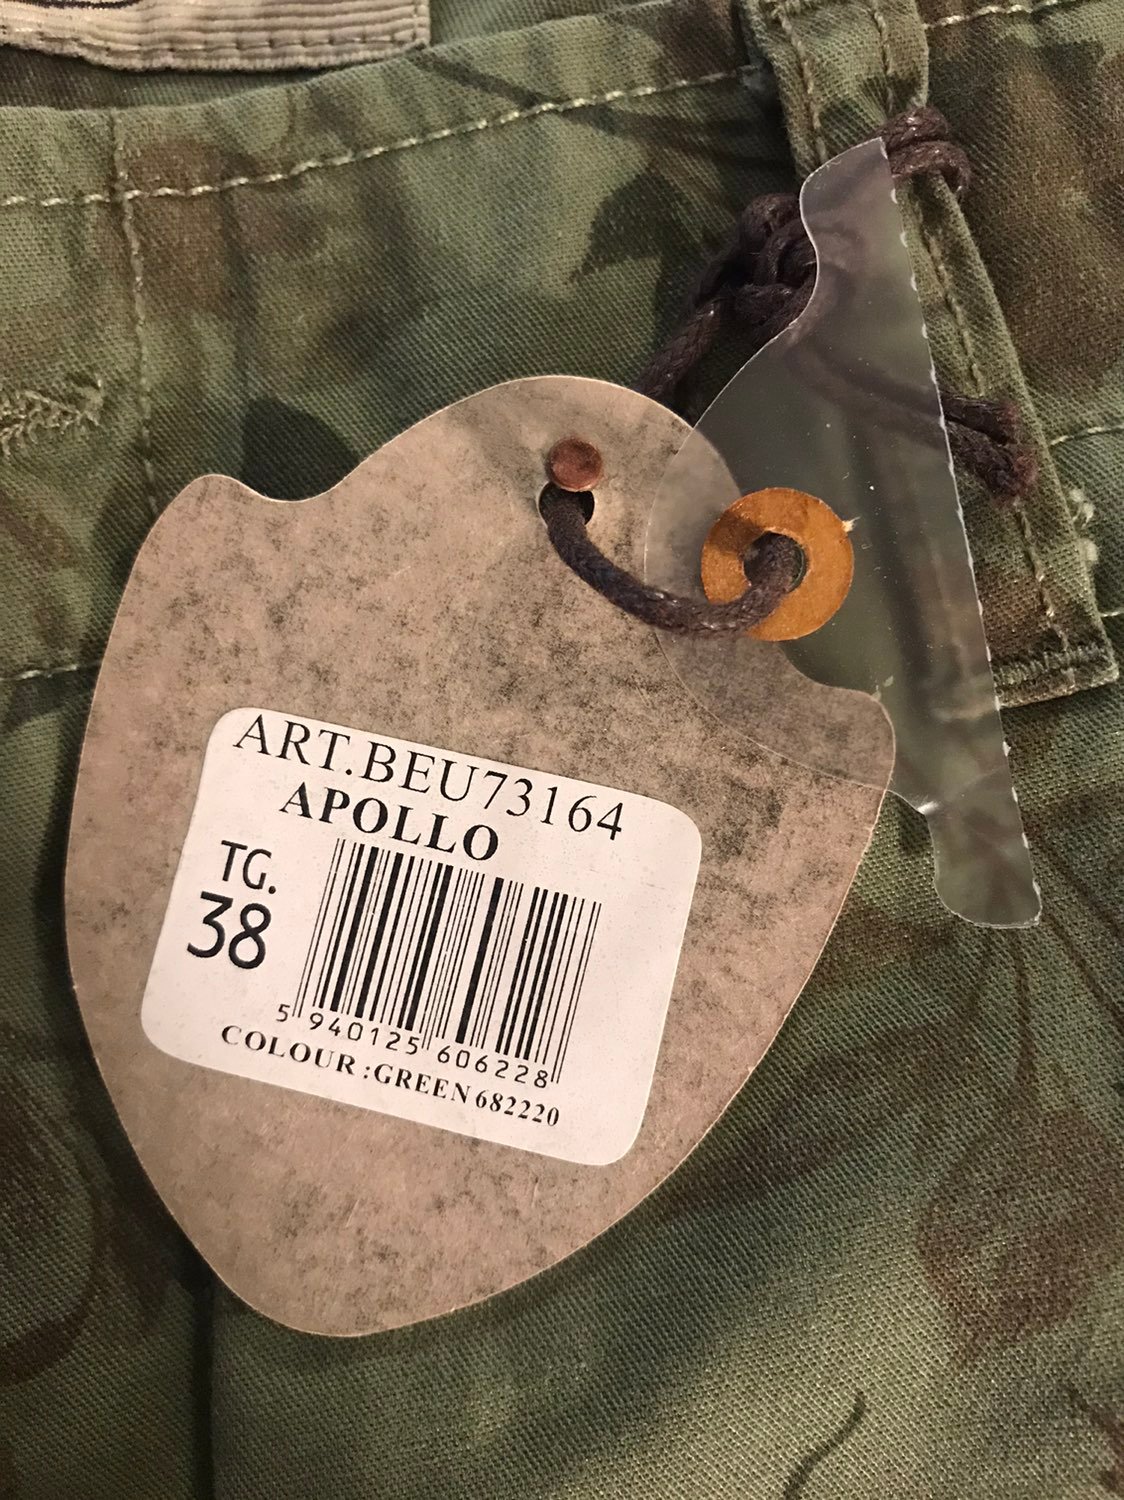 ART.BEU73164
APOLLO
TG.
38
5 940125 606228
COLOUR :GREEN 682220